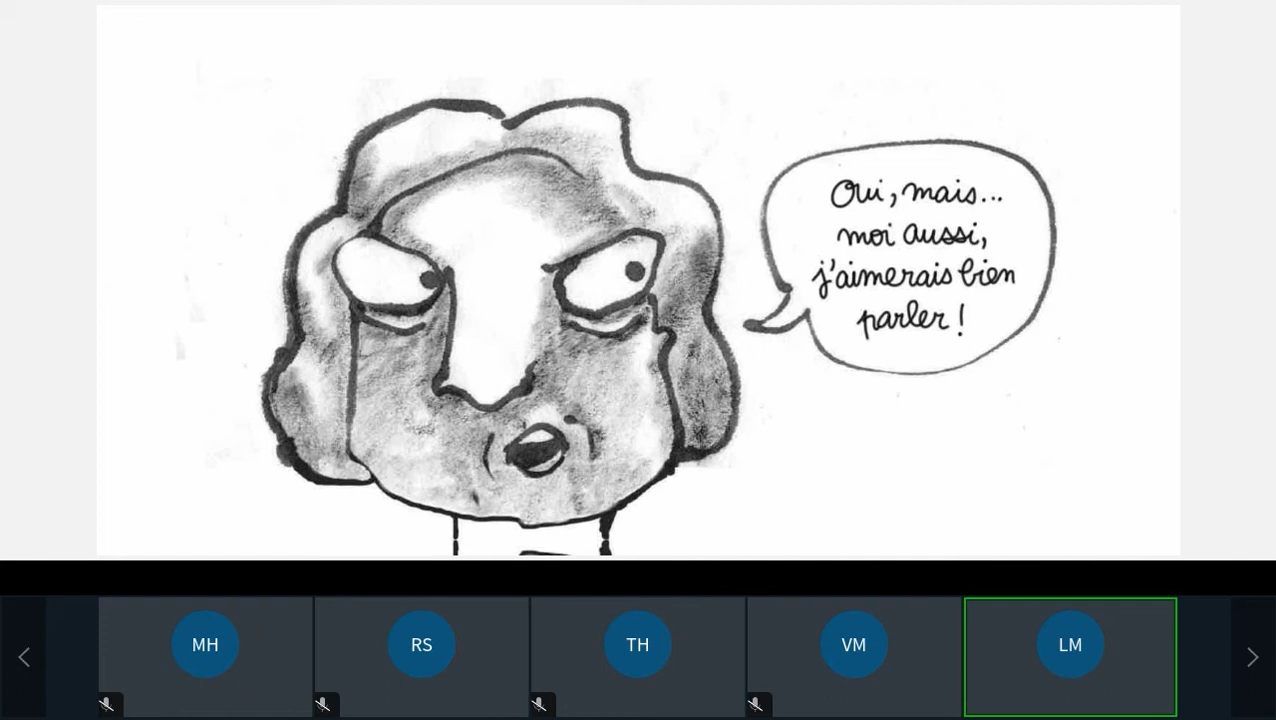 Oui, mais...
moi aussi,
j'aimerais bien
parler !
MH
RS
TH
VM
LM